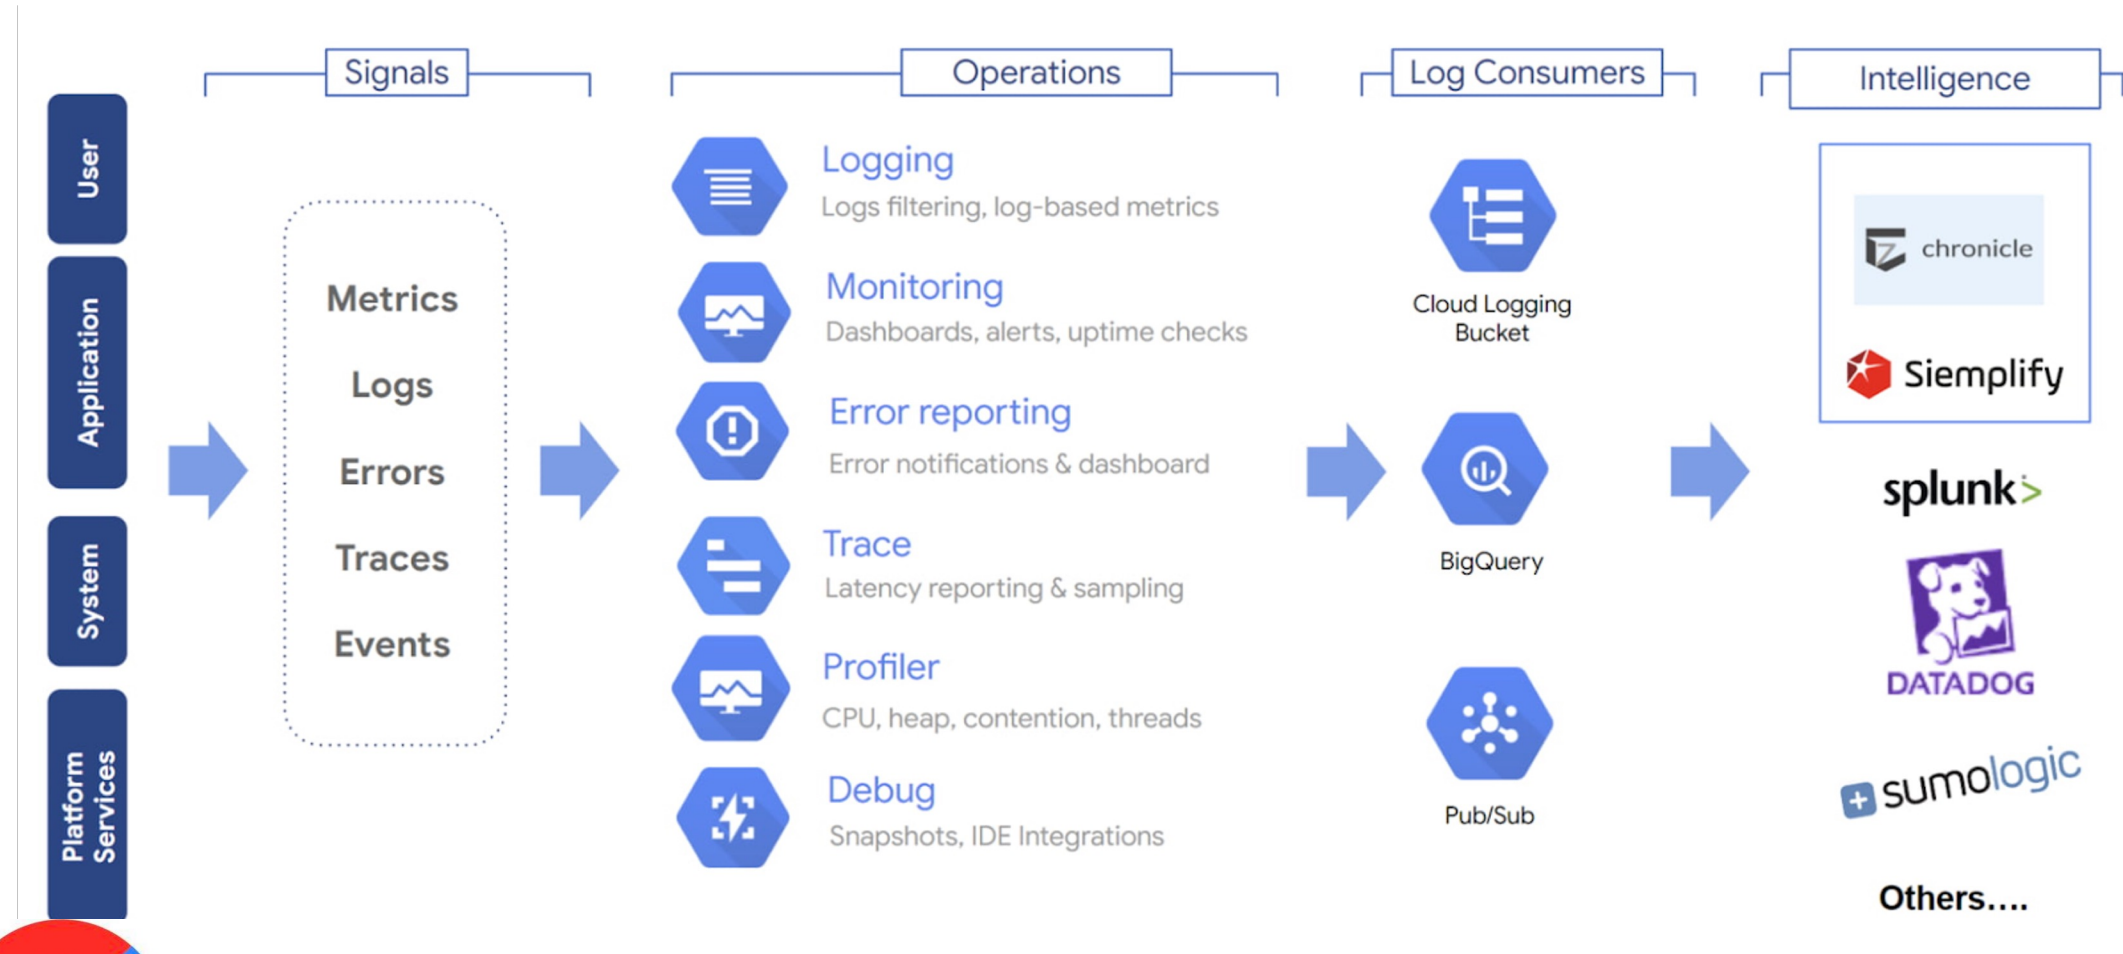 Signals
Operations
Log Consumers
Intelligence
User
Application
System
Platform
Services
Metrics
Logs
Errors
Traces
Events
Logging
Logs filtering, log-based metrics
Monitoring
Dashboards, alerts, uptime checks
Error reporting
Error notifications & dashboard
Trace
Latency reporting & sampling
Profiler
CPU, heap, contention, threads
Debug
Snapshots, IDE Integrations
Cloud Logging
Bucket
BigQuery
Pub/Sub
chronicle
Siemplify
splunk>
DATADOG
sumologic
Others....